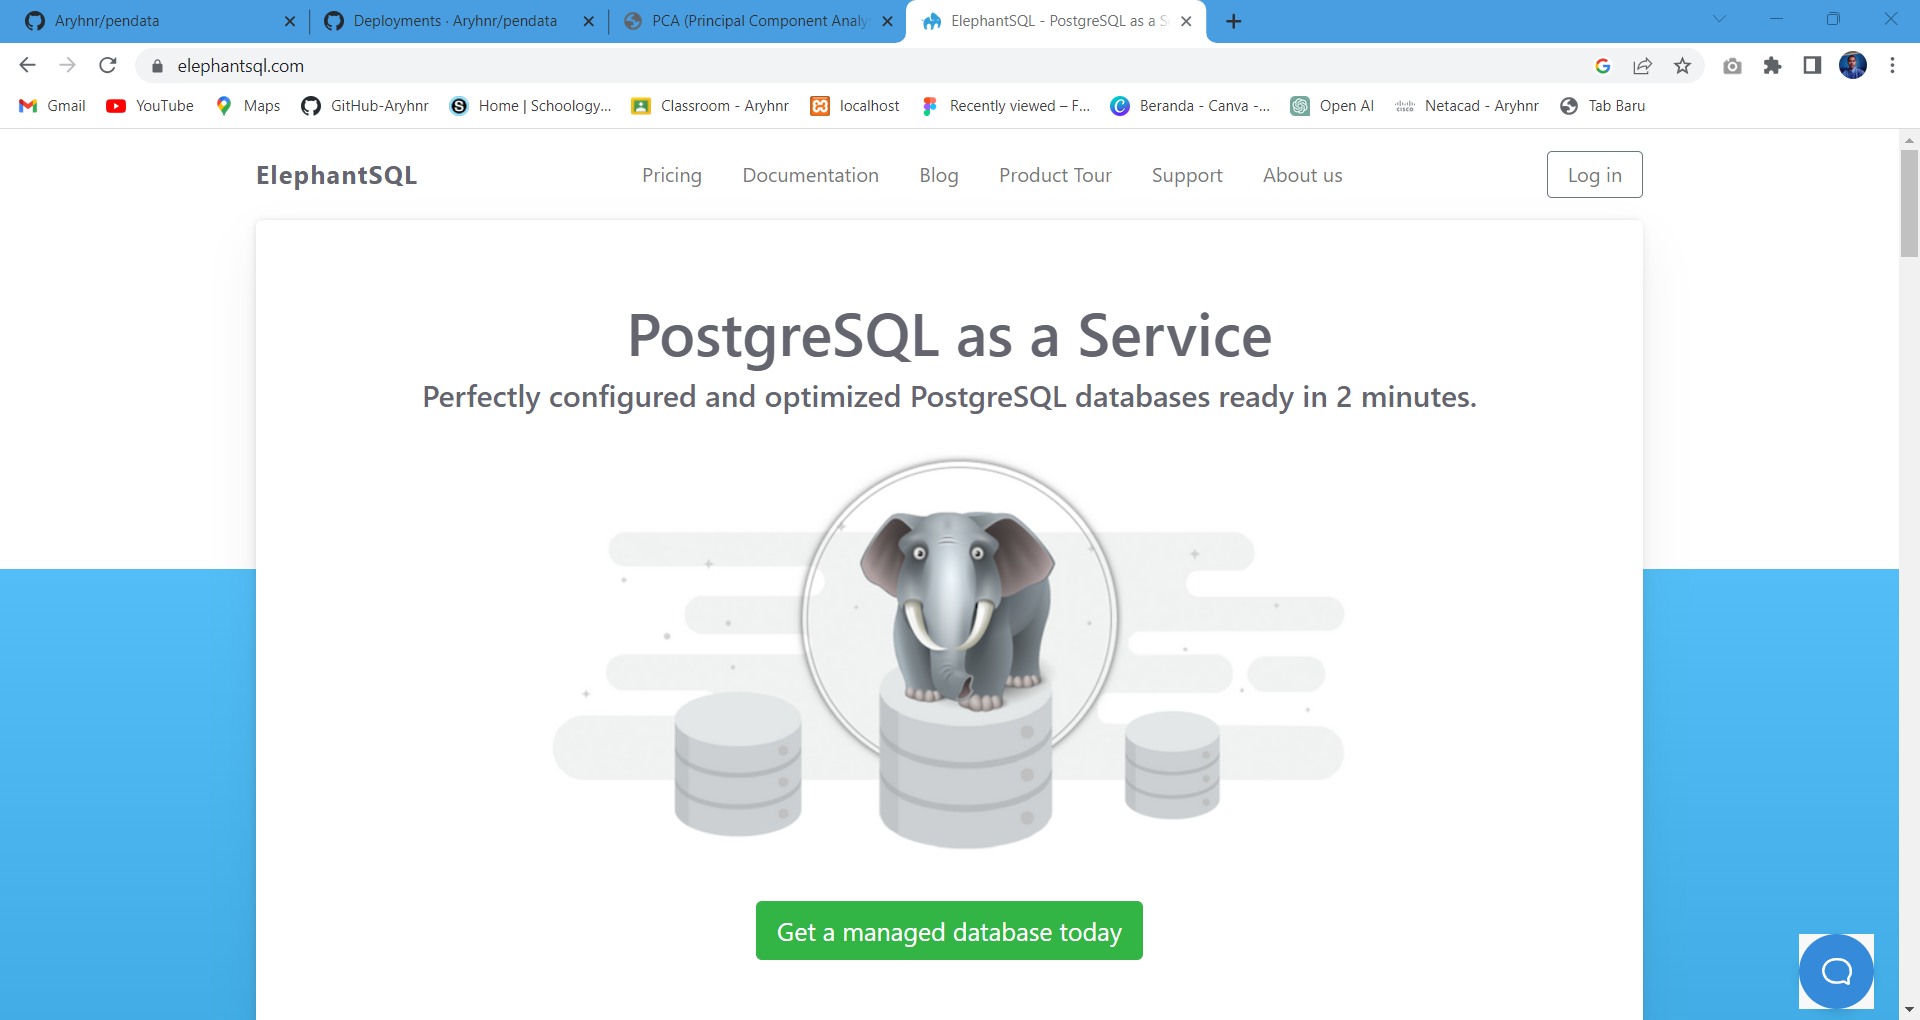 Aryhnr/pendata
Deployments · Aryhnr/pendata
PCA (Principal Component Analys
ElephantSQL - PostgreSQL as a S
elephantsql.com
Gmail
YouTube
Maps
GitHub-Aryhnr
Home | Schoology...
Classroom - Aryhnr
localhost
Recently viewed – F...
Beranda - Canva -...
Open AI
Netacad - Aryhnr
Tab Baru
ElephantSQL
Pricing
Documentation
Blog
Product Tour
Support
About us
Log in
PostgreSQL as a Service
Perfectly configured and optimized PostgreSQL databases ready in 2 minutes.
Get a managed database today